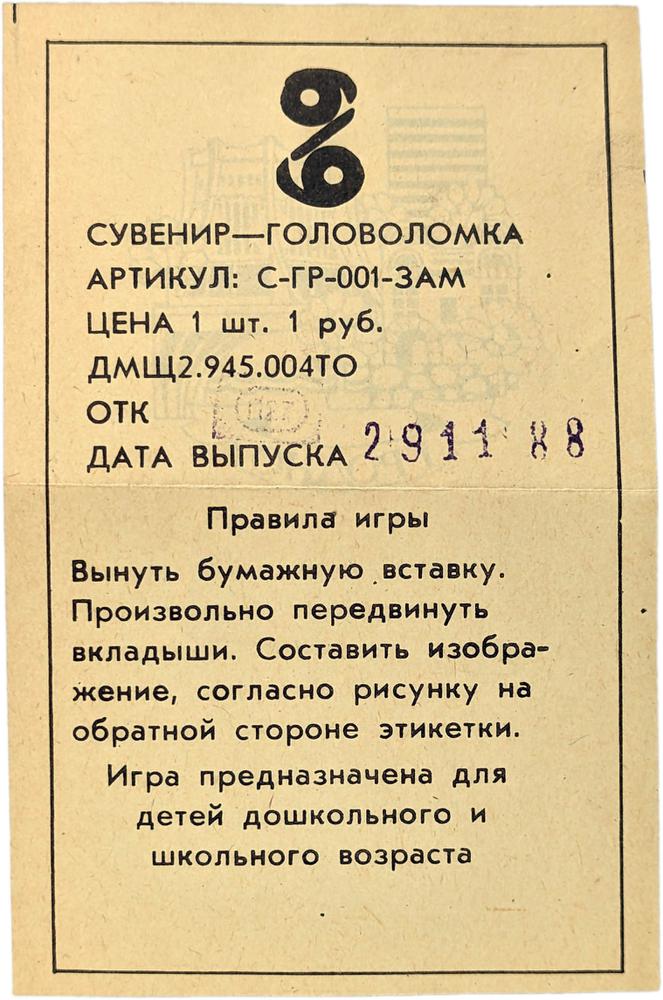 СУВЕНИР—ГОЛОВОЛОМКА
АРТИКУЛ: С-ГР-001-ЗАМ
ЦЕНА 1 шт. 1 руб.
ДМЩ2.945.004ТО
ОТК
ДАТА ВЫПУСКА 29 11 88
Правила игры
Вынуть бумажную вставку.
Произвольно передвинуть
вкладыши. Составить изобра-
жение, согласно рисунку на
обратной стороне этикетки.
Игра предназначена для
детей дошкольного и
школьного возраста